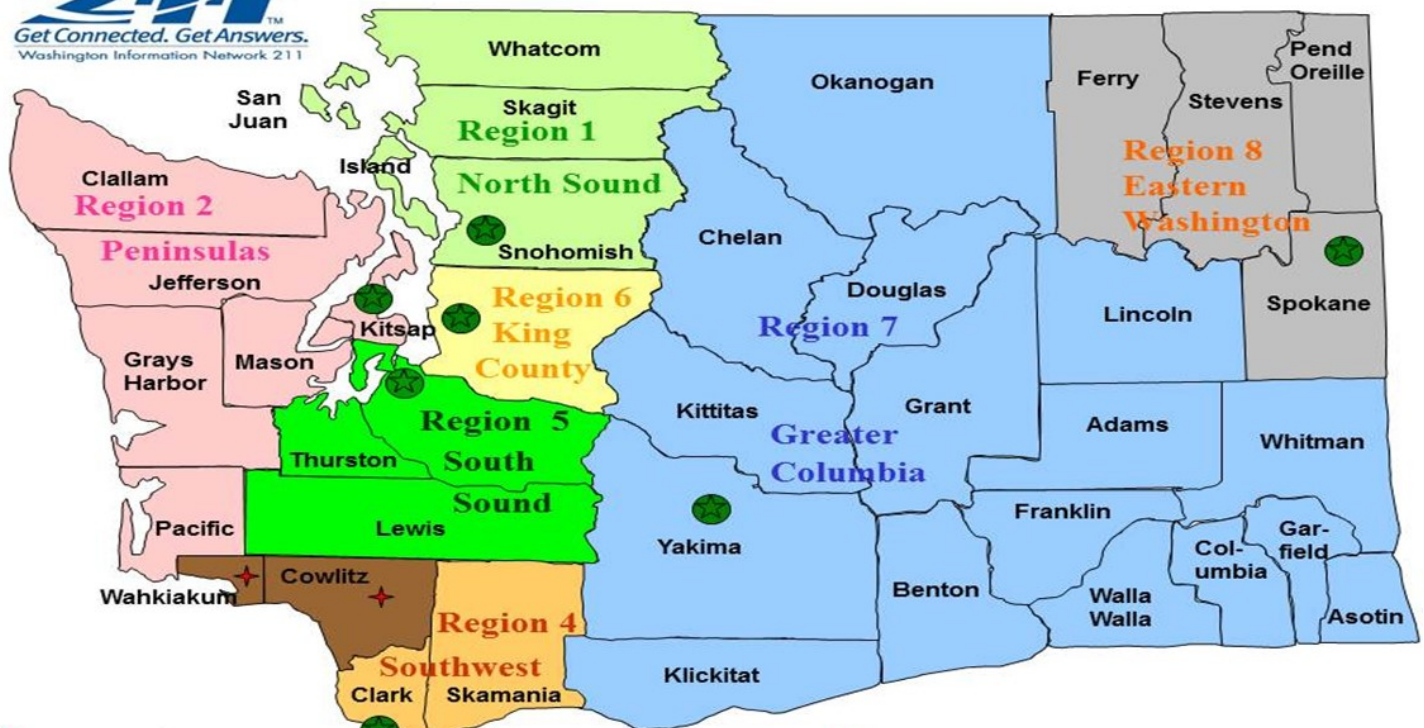 211
TM
Get Connected. Get Answers.
Washington Information Network 211
Whatcom
San
Juan
Skagit
Region 1
Island
North Sound
Snohomish
Clallam
Region 2
Peninsulas
Jefferson
Kitsap
Grays
Harbor
Mason
Region 6
King
County
Region 5
South
Sound
Thurston
Lewis
Pacific
Wahkiakum
Cowlitz
Region 4
Southwest
Clark
Skamania
Okanogan
Chelan
Douglas
Region 7
Kittitas
Grant
Greater
Columbia
Yakima
Klickitat
Benton
Lincoln
Adams
Whitman
Franklin
Walla
Walla
Col-
umbia
Gar-
field
Asotin
Ferry
Stevens
Pend
Oreille
Region 8
Eastern
Washington
Spokane